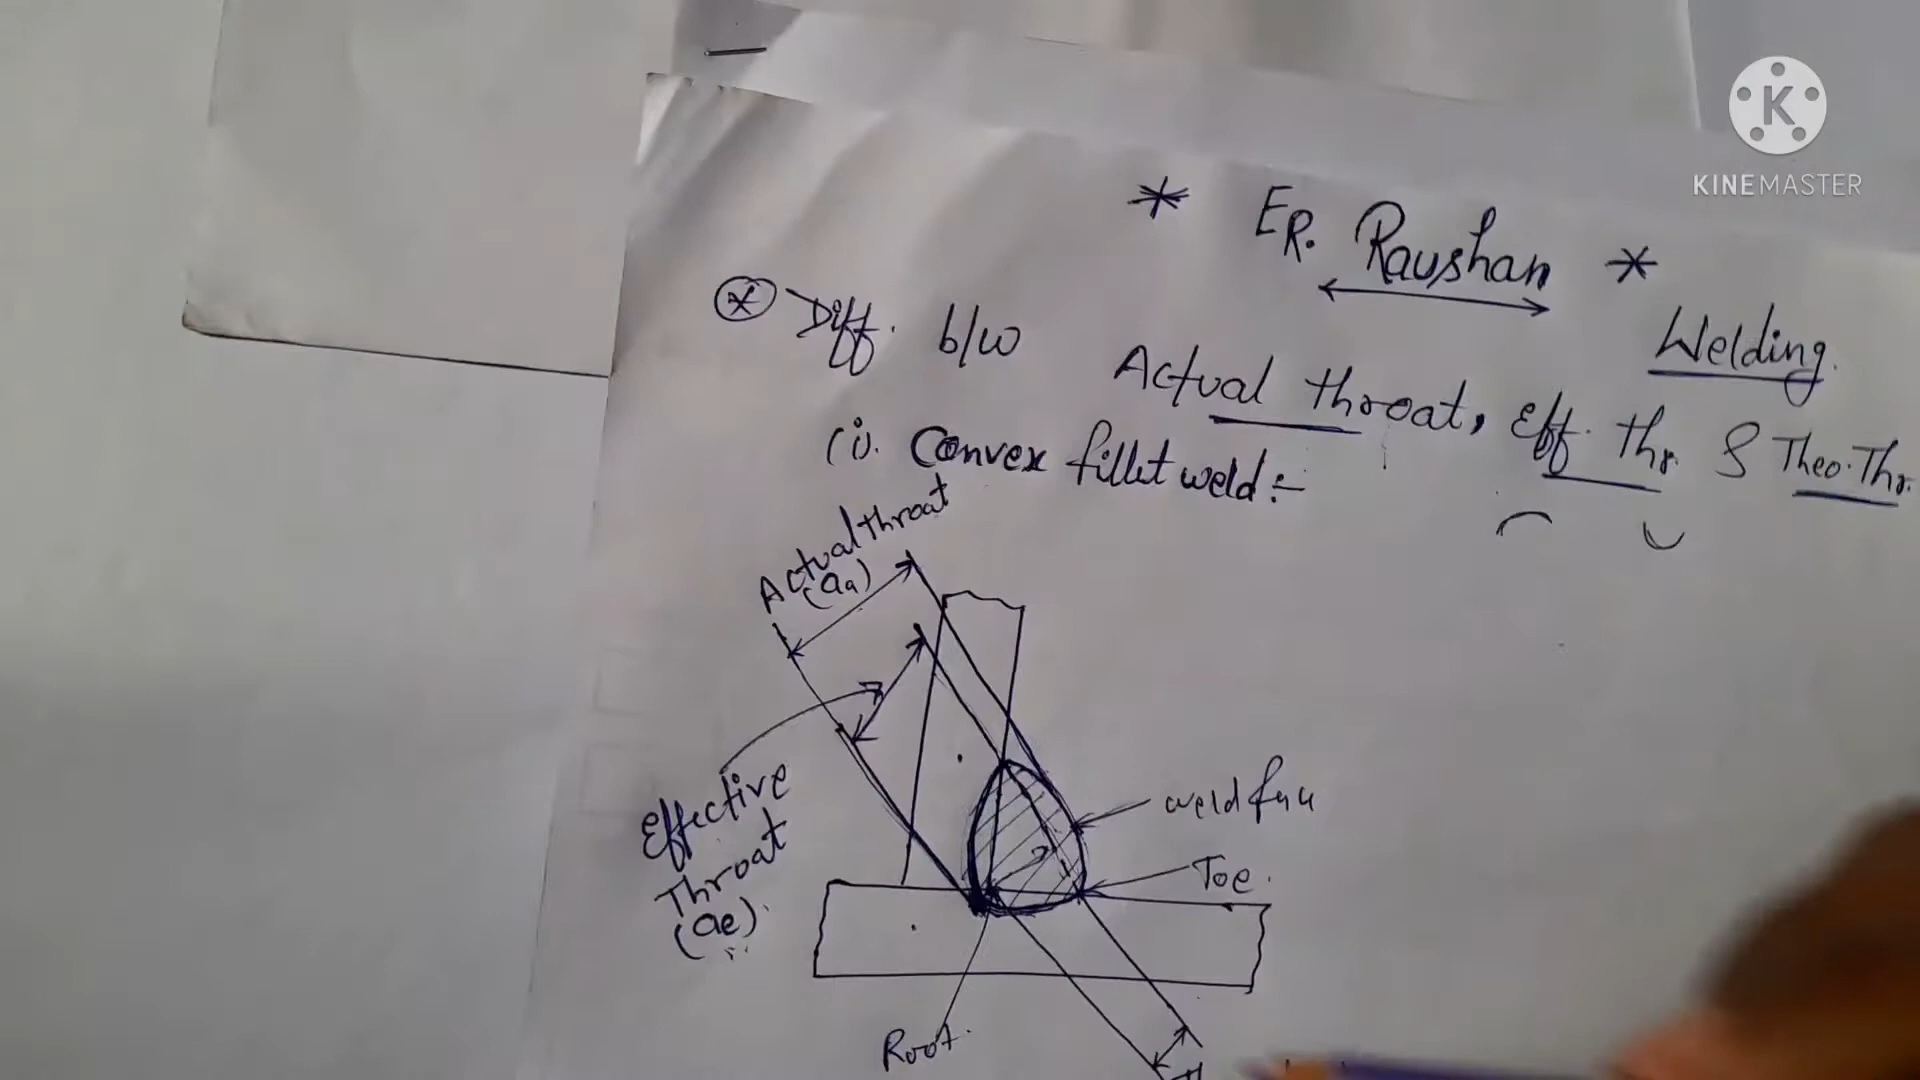 KINEMASTER
* ER. Raushan *
Welding.
Diff. b/w Actual throat, Eff. thr. & Theo. Thr.
(i). Convex fillet weld :-
Actual throat
(aa)
Effective
Throat
(ae)
weld
Toe.
Root.